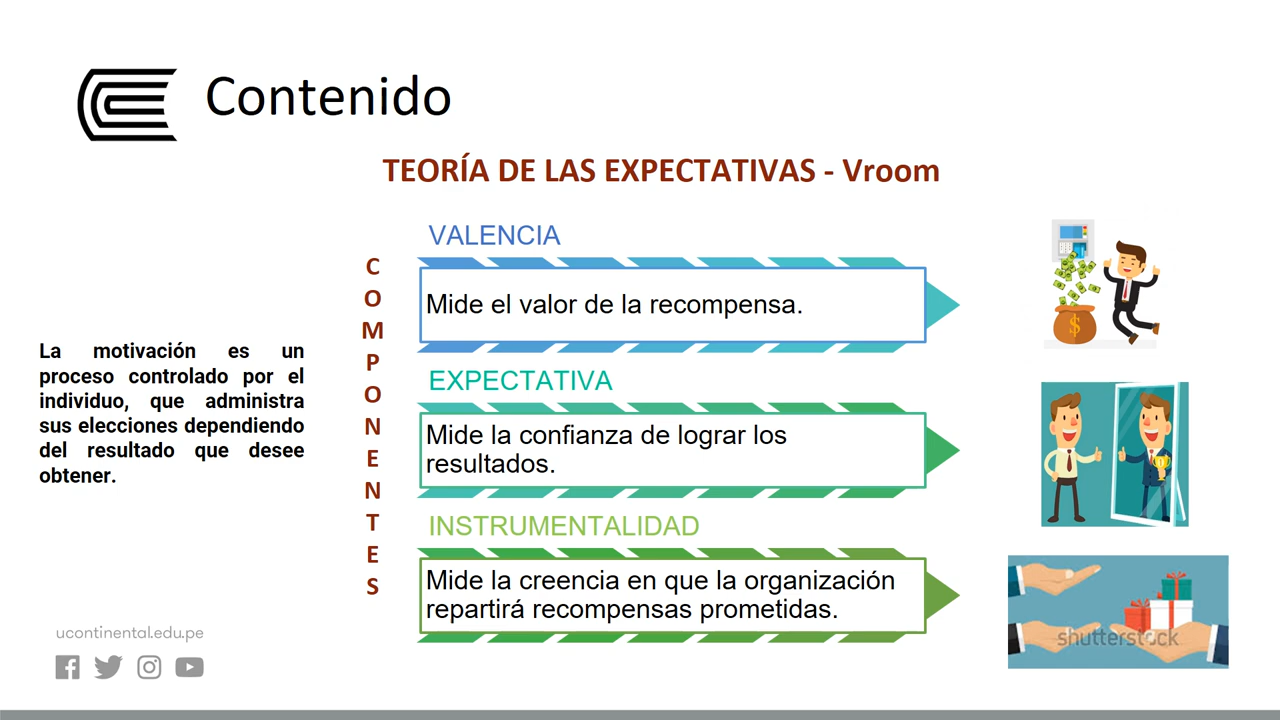 Contenido
TEORÍA DE LAS EXPECTATIVAS - Vroom
La motivación es un
proceso controlado por el
individuo, que administra
sus elecciones dependiendo
del resultado que desee
obtener.
C
O
M
P
O
N
E
N
T
E
S
VALENCIA
Mide el valor de la recompensa.
EXPECTATIVA
Mide la confianza de lograr los
resultados.
INSTRUMENTALIDAD
Mide la creencia en que la organización
repartirá recompensas prometidas.
$
shutterstock
ucontinental.edu.pe